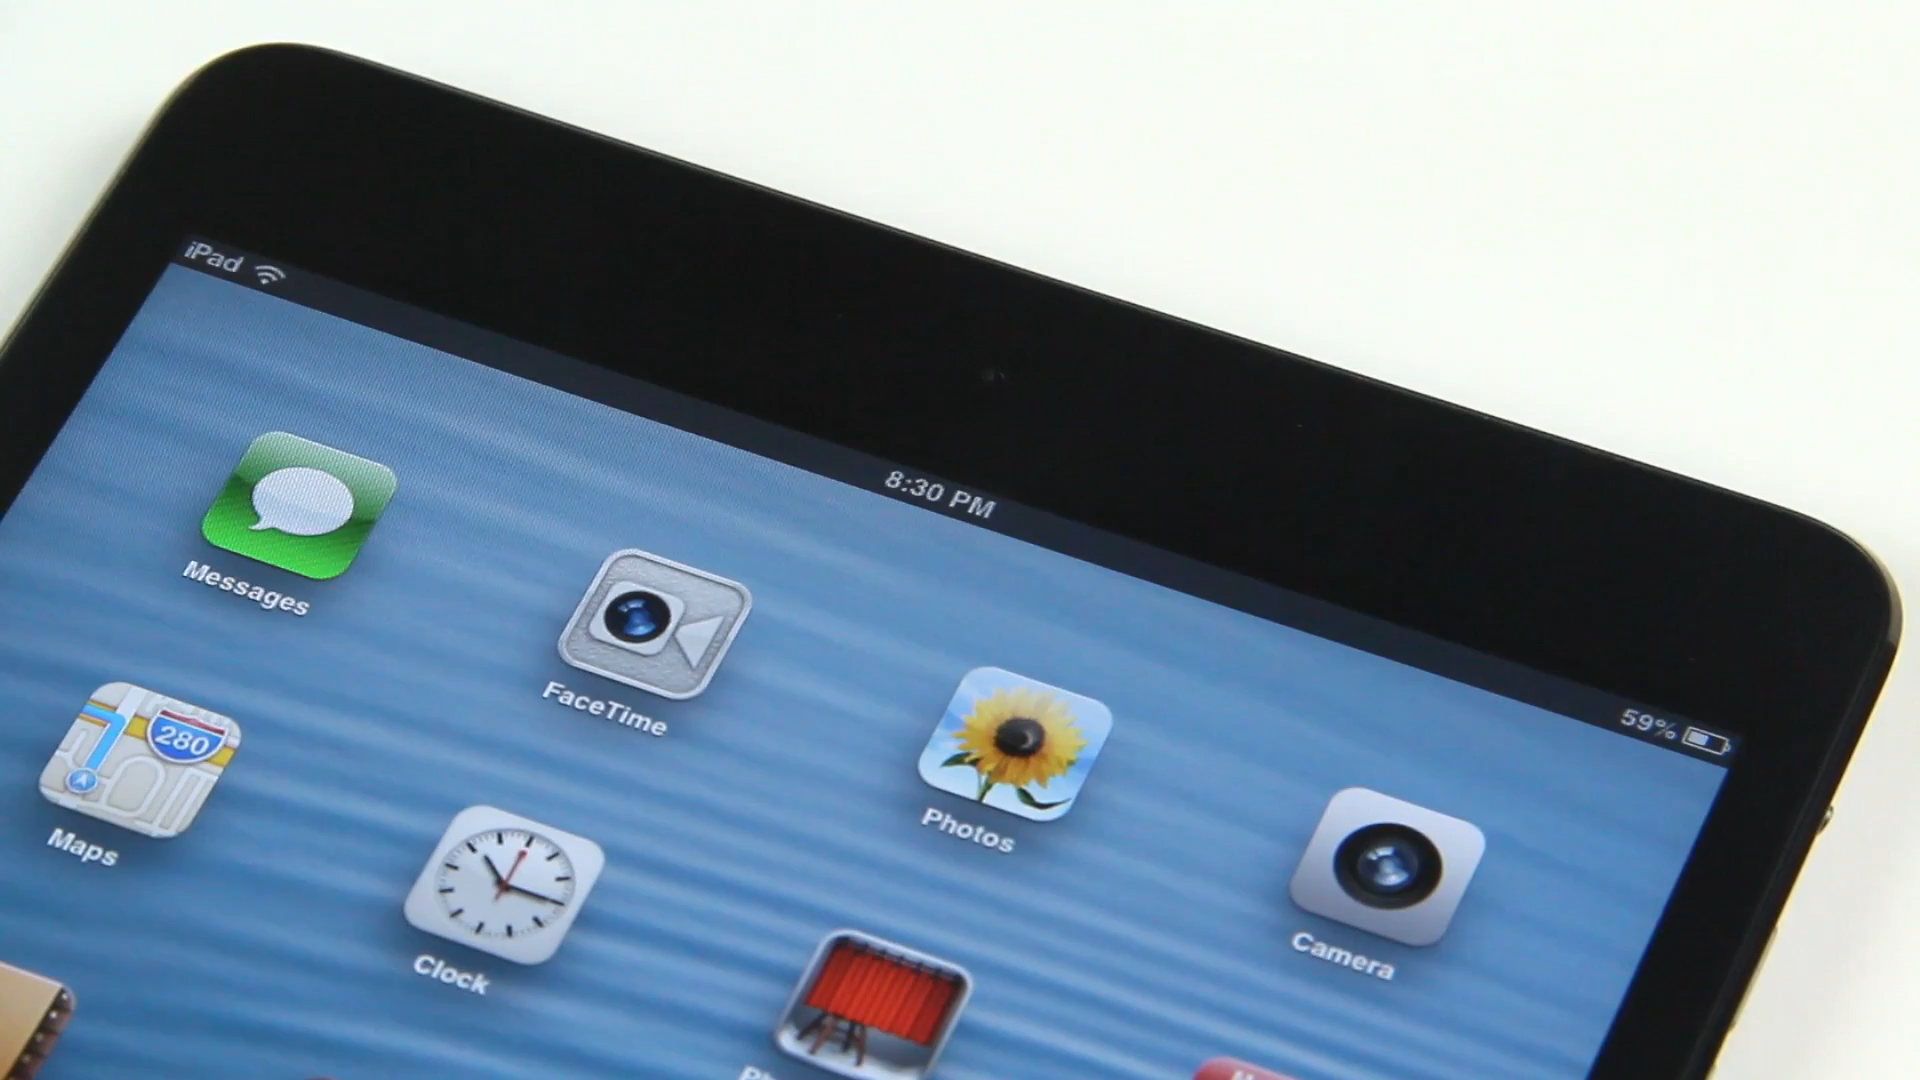 iPad
8:30 PM
59%
Messages
FaceTime
Photos
Camera
280
Maps
Clock